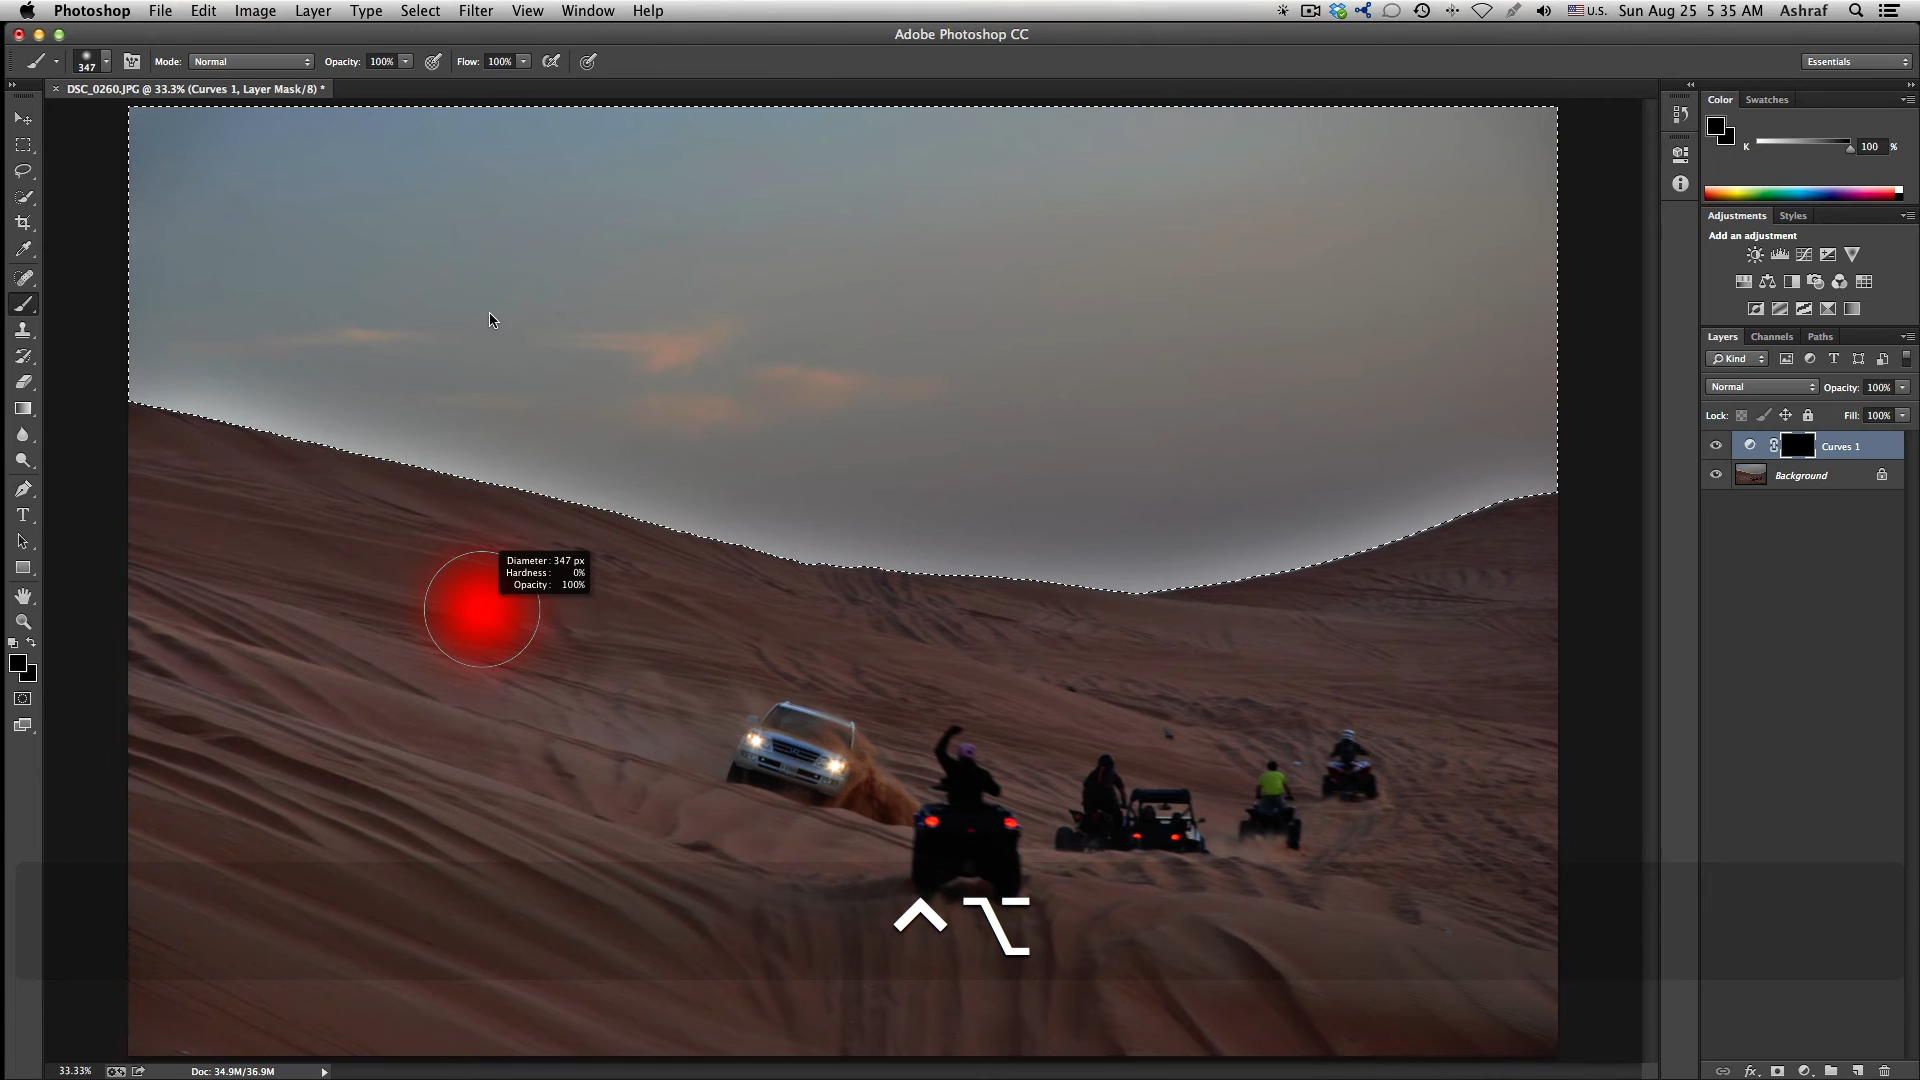 Photoshop File Edit Image Layer Type Select Filter View Window Help U.S. Sun Aug 25 5 35 AM Ashraf
Adobe Photoshop CC
347 Mode: Normal Opacity: 100% Flow: 100% Essentials
× DSC_0260.JPG @ 33.3% (Curves 1, Layer Mask/8) *
Color Swatches
K 100 %
Adjustments Styles
Add an adjustment
Layers Channels Paths
Kind
Normal Opacity: 100%
Lock: Fill: 100%
Curves 1
Background
Diameter: 347 px
Hardness: 0%
Opacity: 100%
33.33% Doc: 34.9M/36.9M